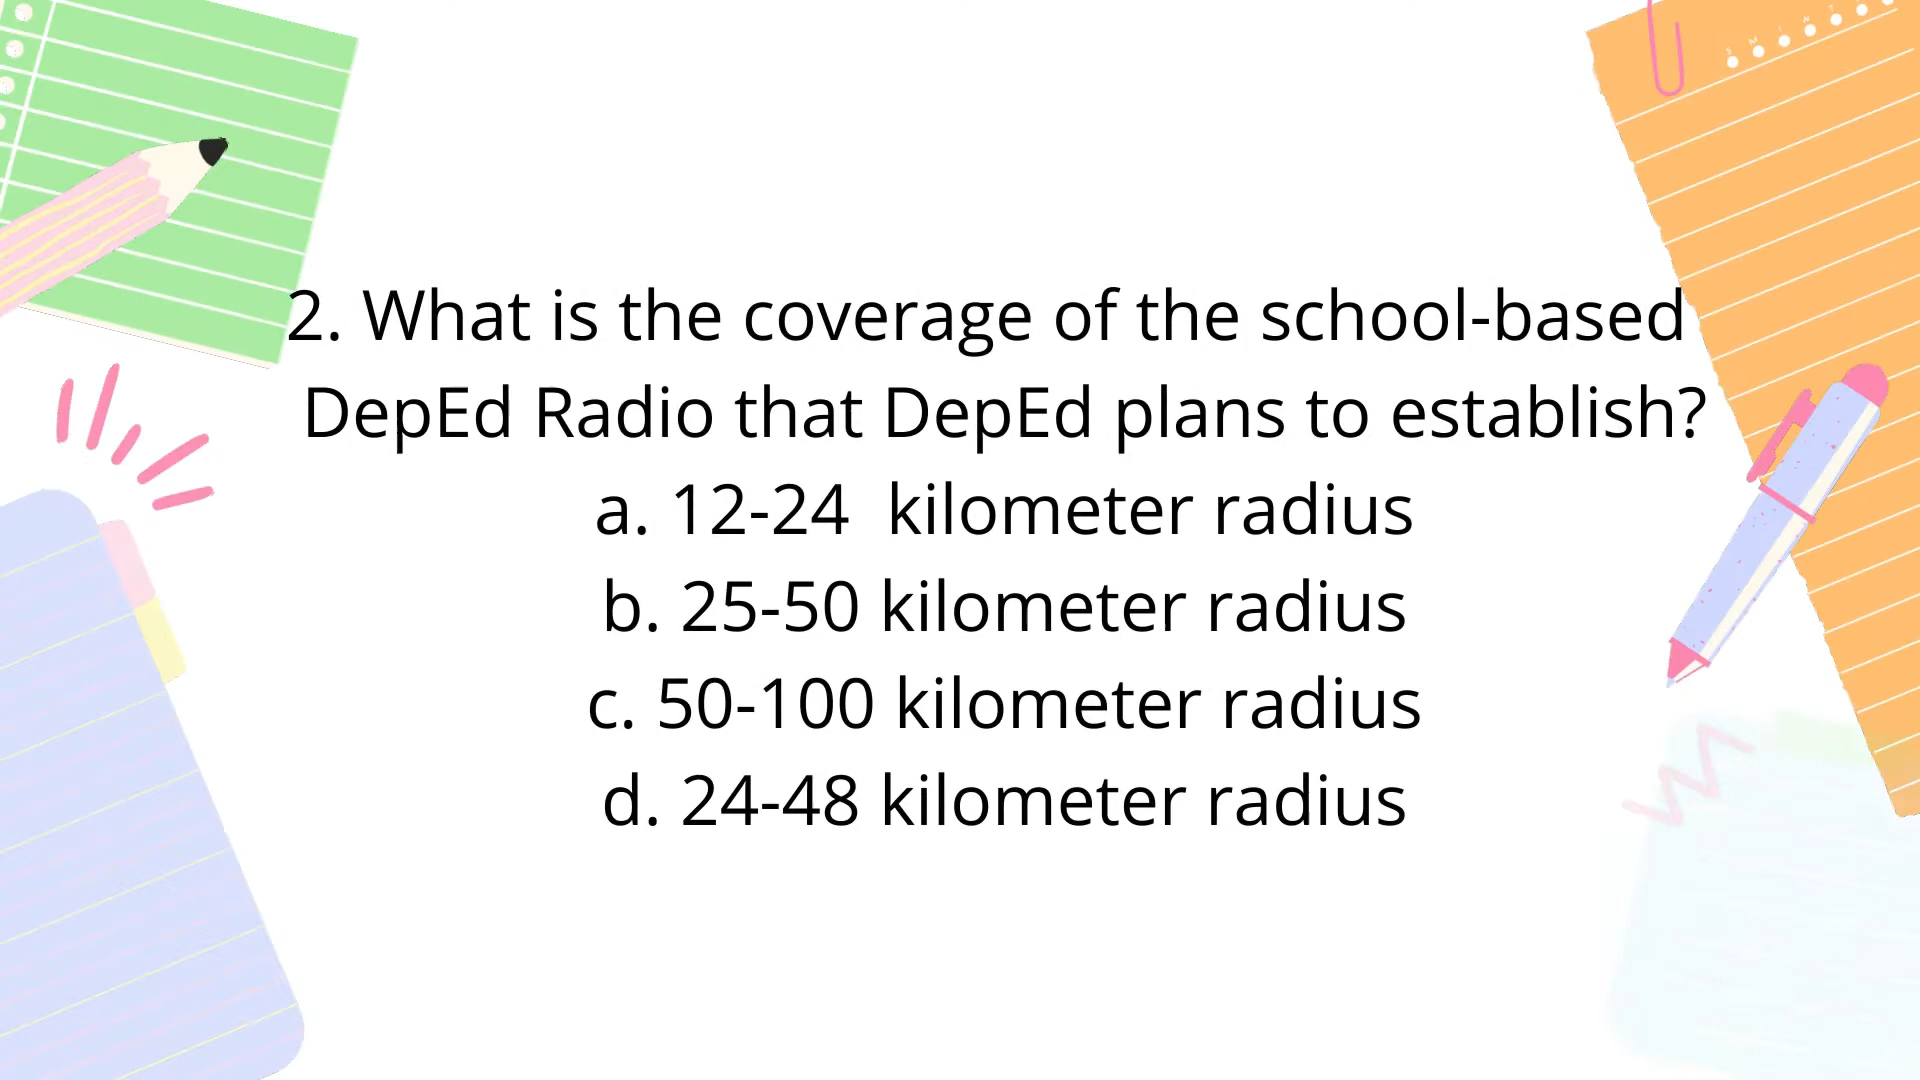 2. What is the coverage of the school-based
DepEd Radio that DepEd plans to establish?
a. 12-24  kilometer radius
b. 25-50 kilometer radius
c. 50-100 kilometer radius
d. 24-48 kilometer radius